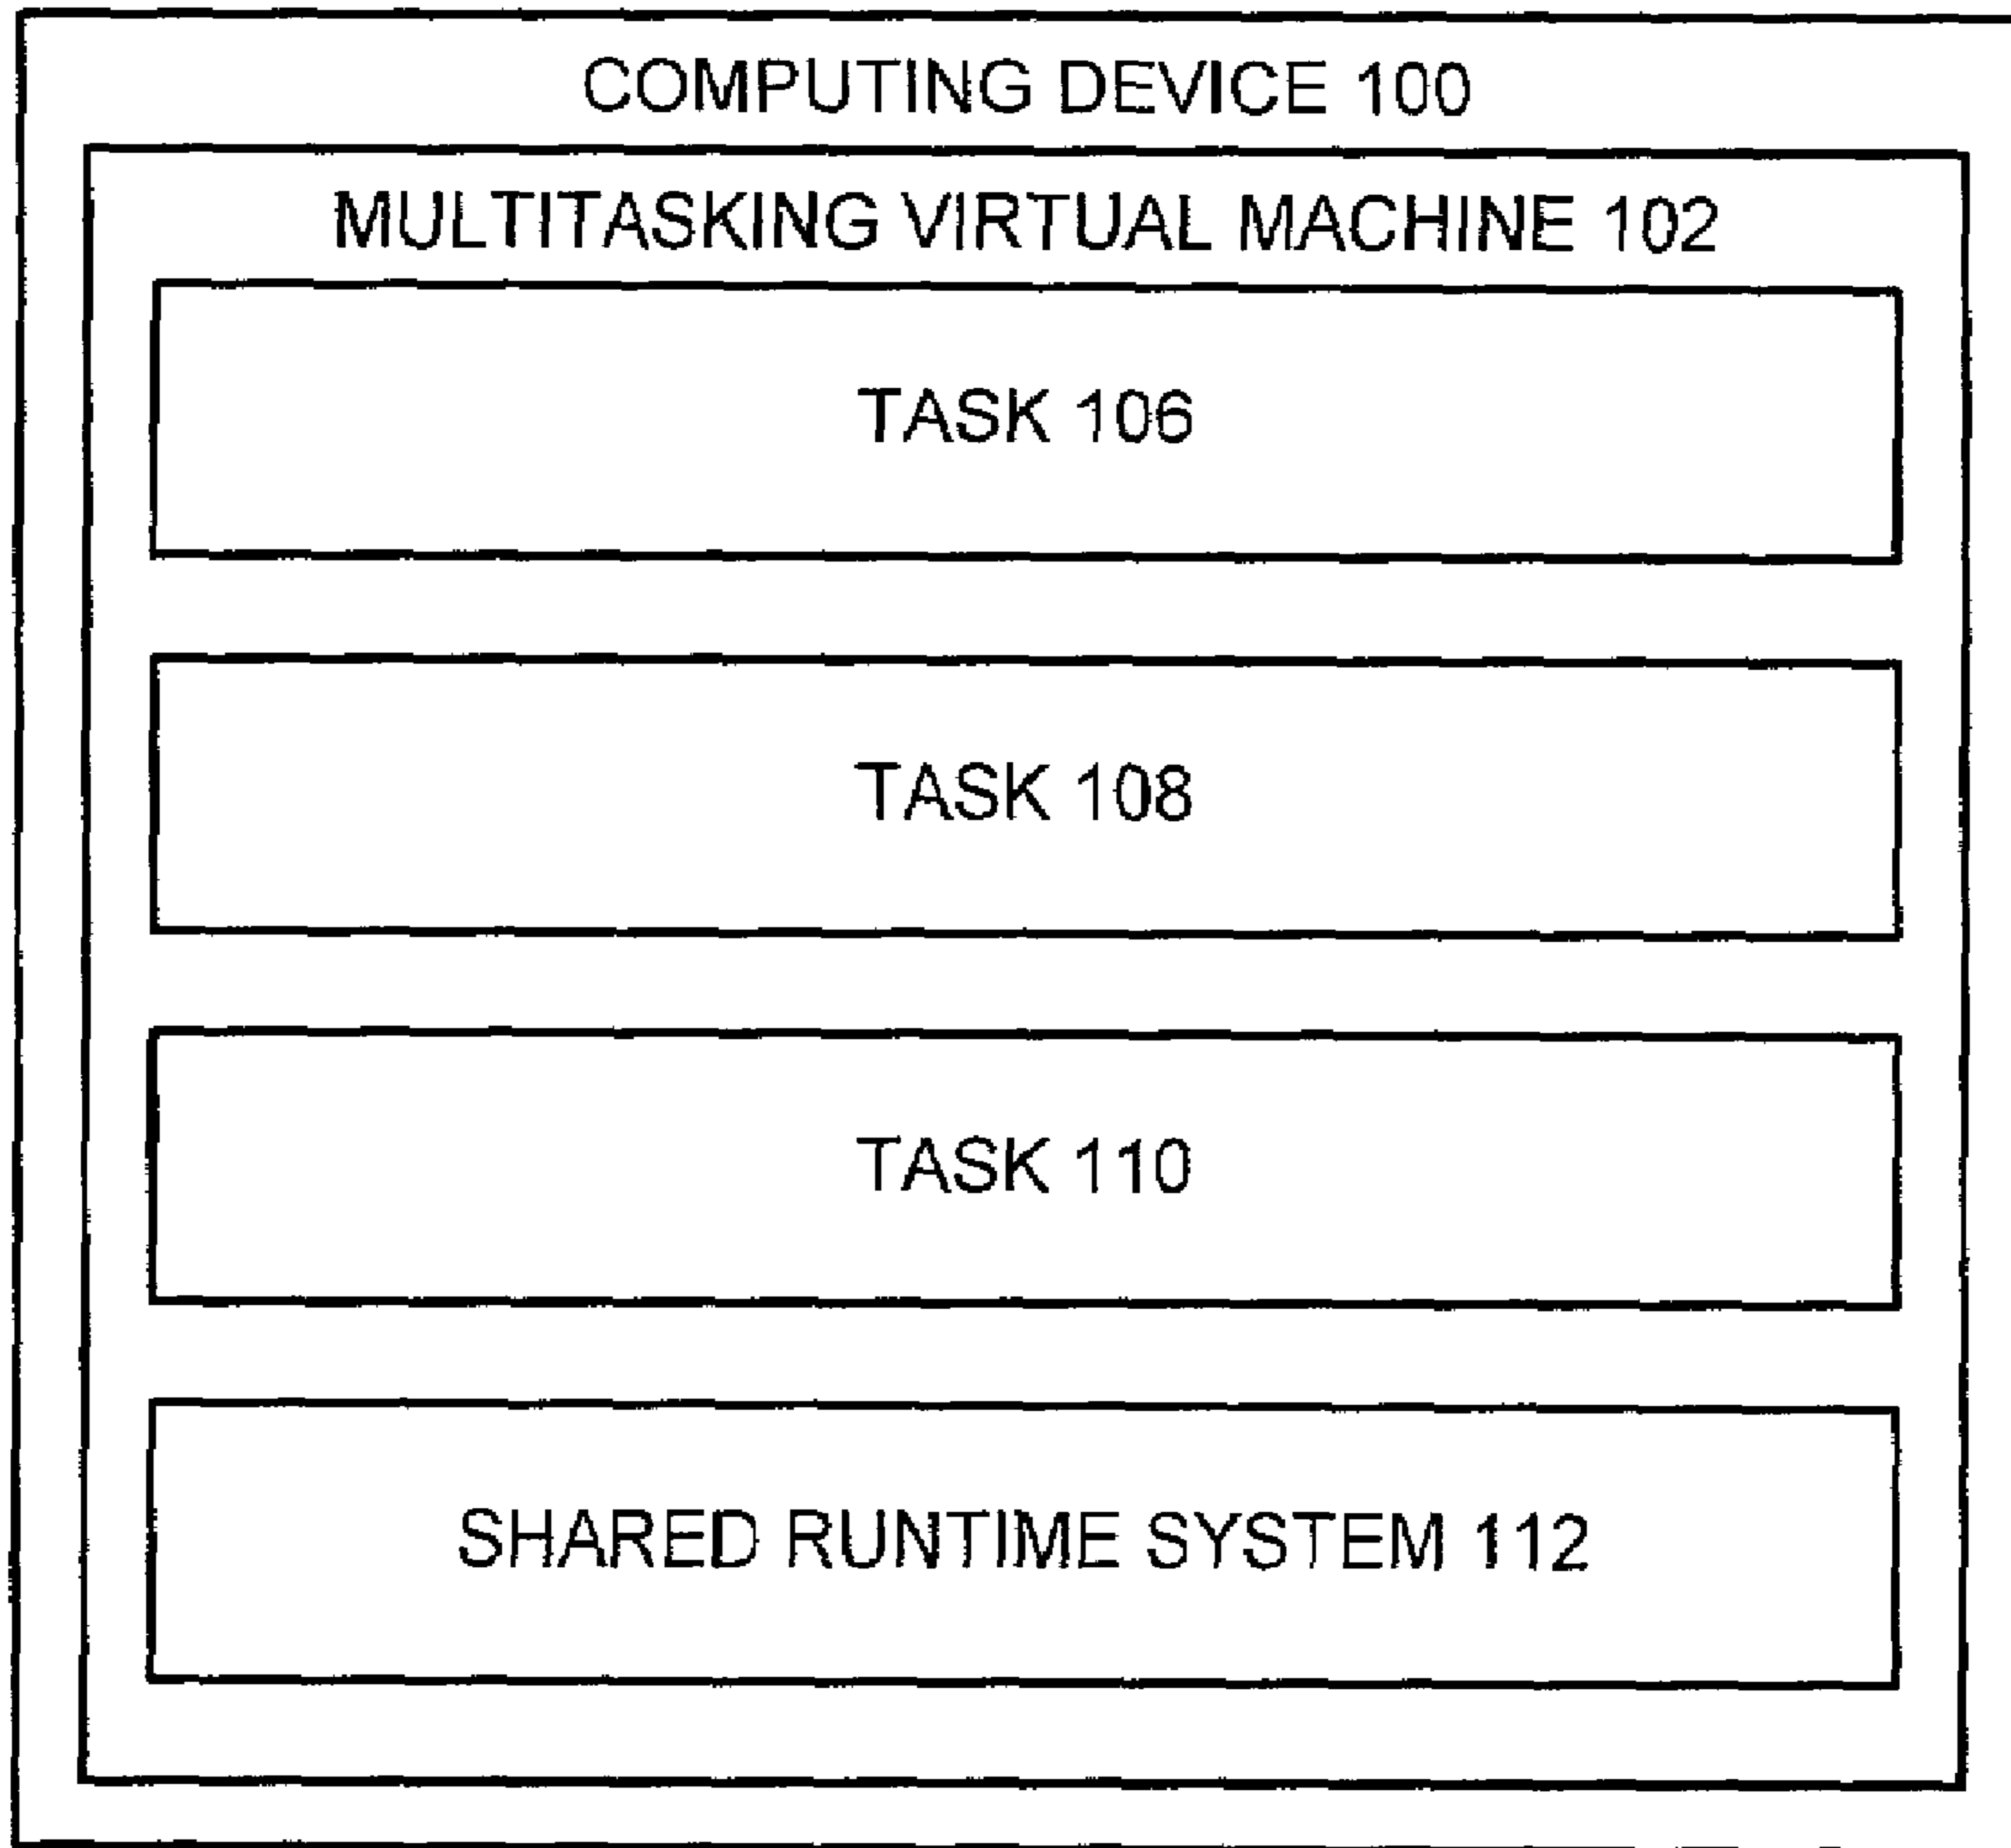 COMPUTING DEVICE 100
MULTITASKING VIRTUAL MACHINE 102
TASK 106
TASK 108
TASK 110
SHARED RUNTIME SYSTEM 112